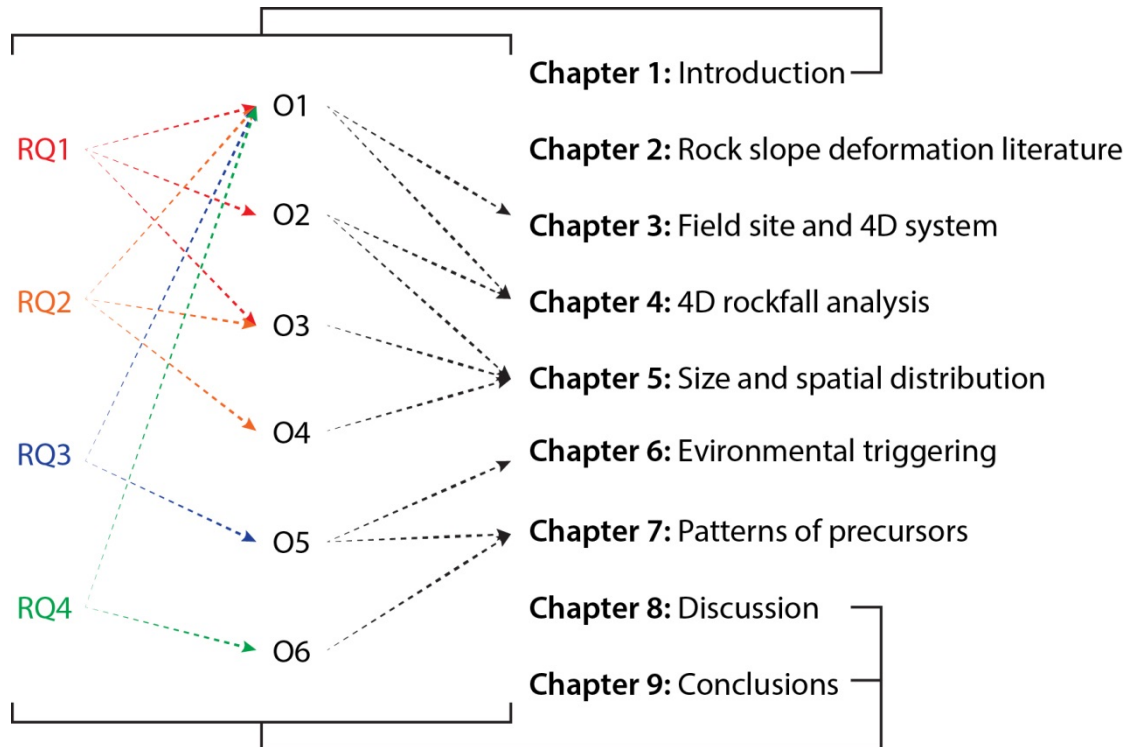 Chapter 1: Introduction
O1
RQ1
Chapter 2: Rock slope deformation literature
O2
Chapter 3: Field site and 4D system
RQ2
Chapter 4: 4D rockfall analysis
O3
Chapter 5: Size and spatial distribution
O4
RQ3
Chapter 6: Evironmental triggering
O5
Chapter 7: Patterns of precursors
RQ4
Chapter 8: Discussion
O6
Chapter 9: Conclusions